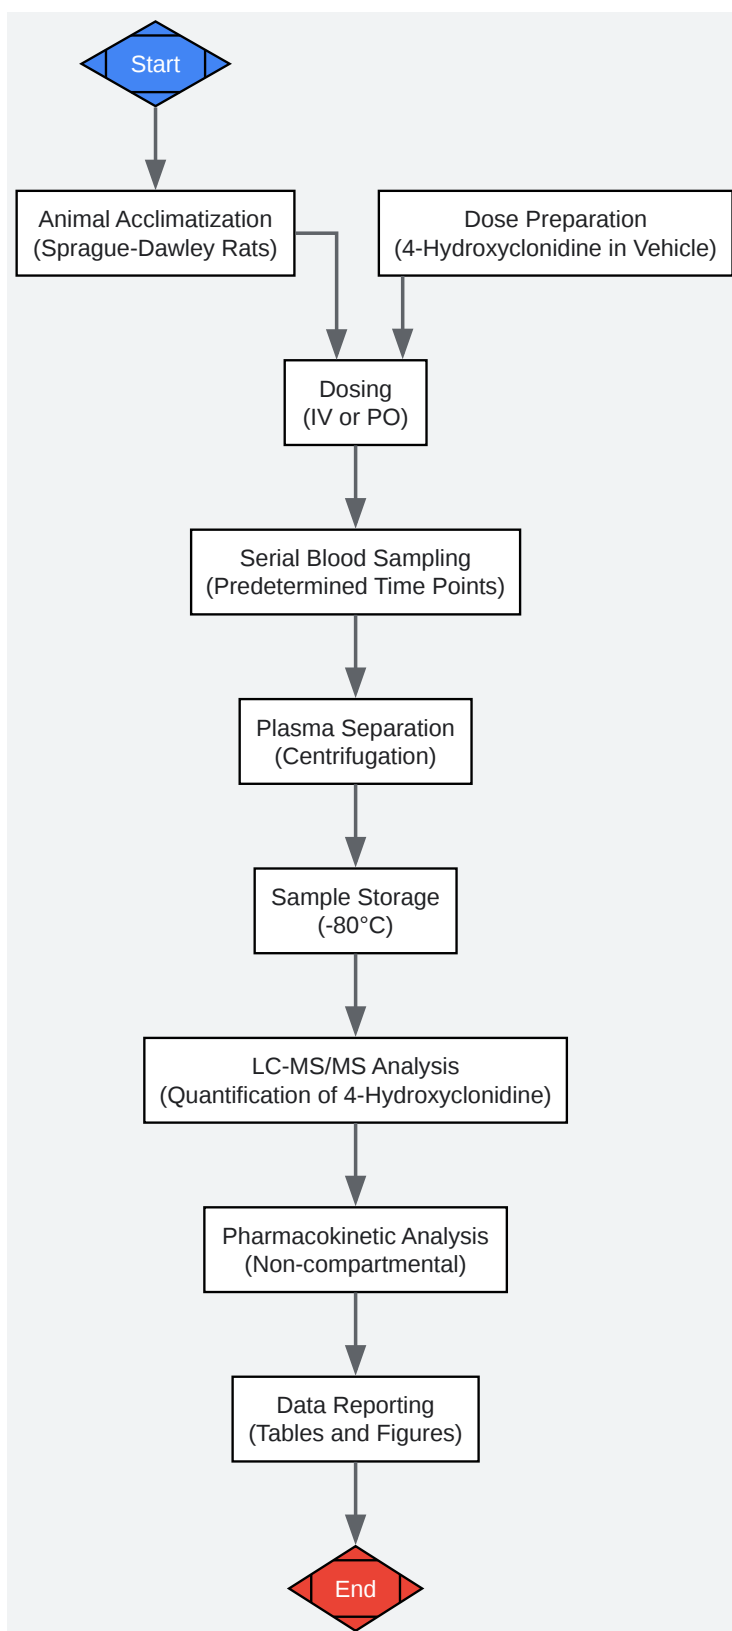 Start
Animal Acclimatization
(Sprague-Dawley Rats)
Dose Preparation
(4-Hydroxyclonidine in Vehicle)
Dosing
(IV or PO)
Serial Blood Sampling
(Predetermined Time Points)
Plasma Separation
(Centrifugation)
Sample Storage
(-80°C)
LC-MS/MS Analysis
(Quantification of 4-Hydroxyclonidine)
Pharmacokinetic Analysis
(Non-compartmental)
Data Reporting
(Tables and Figures)
End